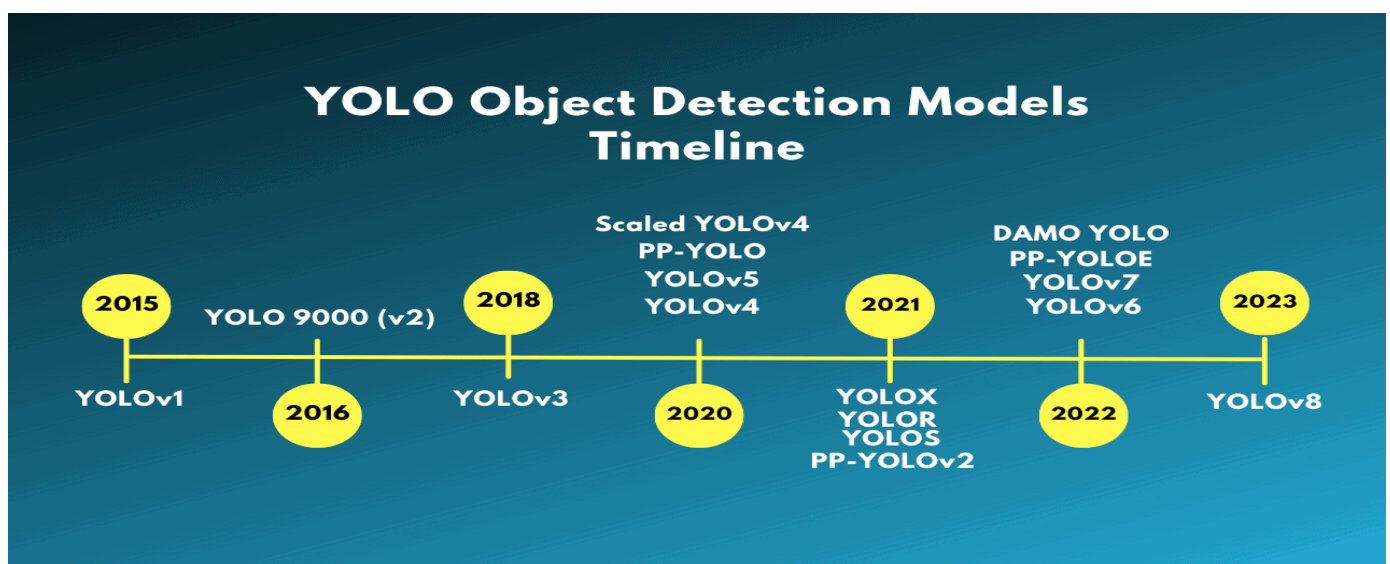 YOLO Object Detection Models
Timeline
2015
YOLOv1
YOLO 9000 (v2)
2016
2018
YOLOv3
Scaled YOLOv4
PP-YOLO
YOLOv5
YOLOv4
2020
2021
YOLOX
YOLOR
YOLOS
PP-YOLOv2
DAMO YOLO
PP-YOLOE
YOLOv7
YOLOv6
2022
2023
YOLOv8